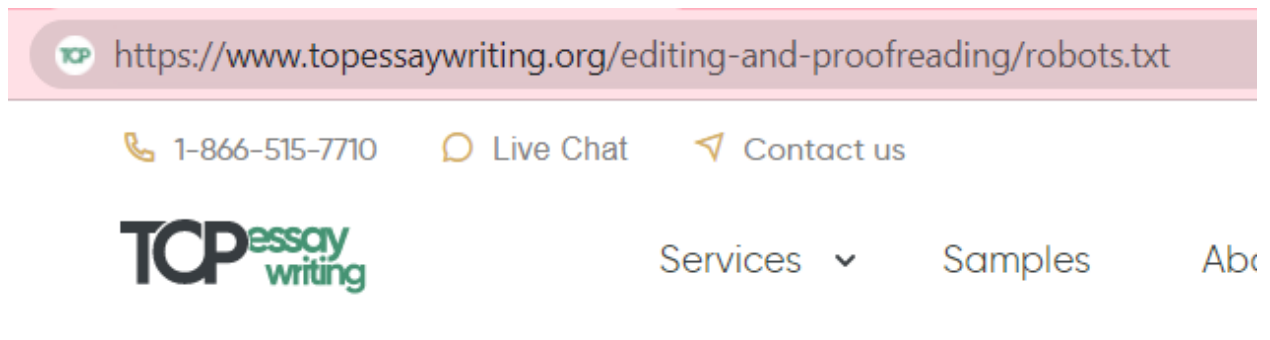 TOP
https://www.topessaywriting.org/editing-and-proofreading/robots.txt
1-866-515-7710 Live Chat Contact us
TOPessay
writing
Services Samples